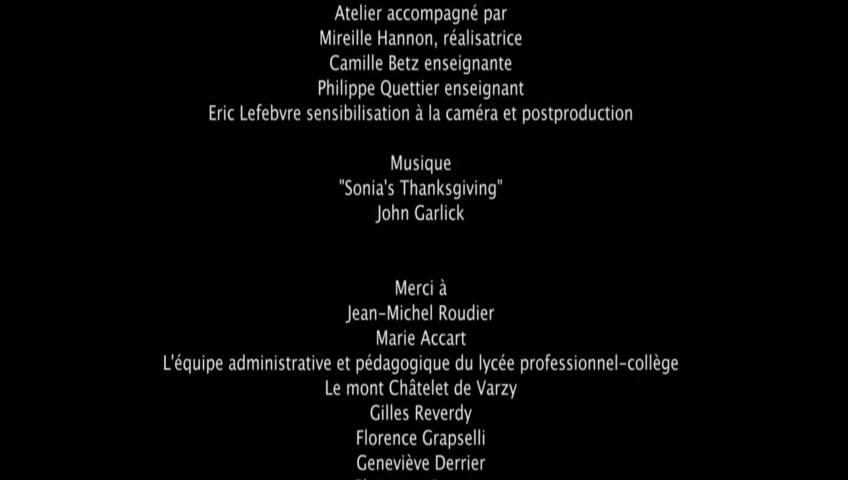 Atelier accompagné par
Mireille Hannon, réalisatrice
Camille Betz enseignante
Philippe Quettier enseignant
Eric Lefebvre sensibilisation à la caméra et postproduction
Musique
"Sonia's Thanksgiving"
John Garlick
Merci à
Jean-Michel Roudier
Marie Accart
L'équipe administrative et pédagogique du lycée professionnel-collège
Le mont Châtelet de Varzy
Gilles Reverdy
Florence Grapselli
Geneviève Derrier